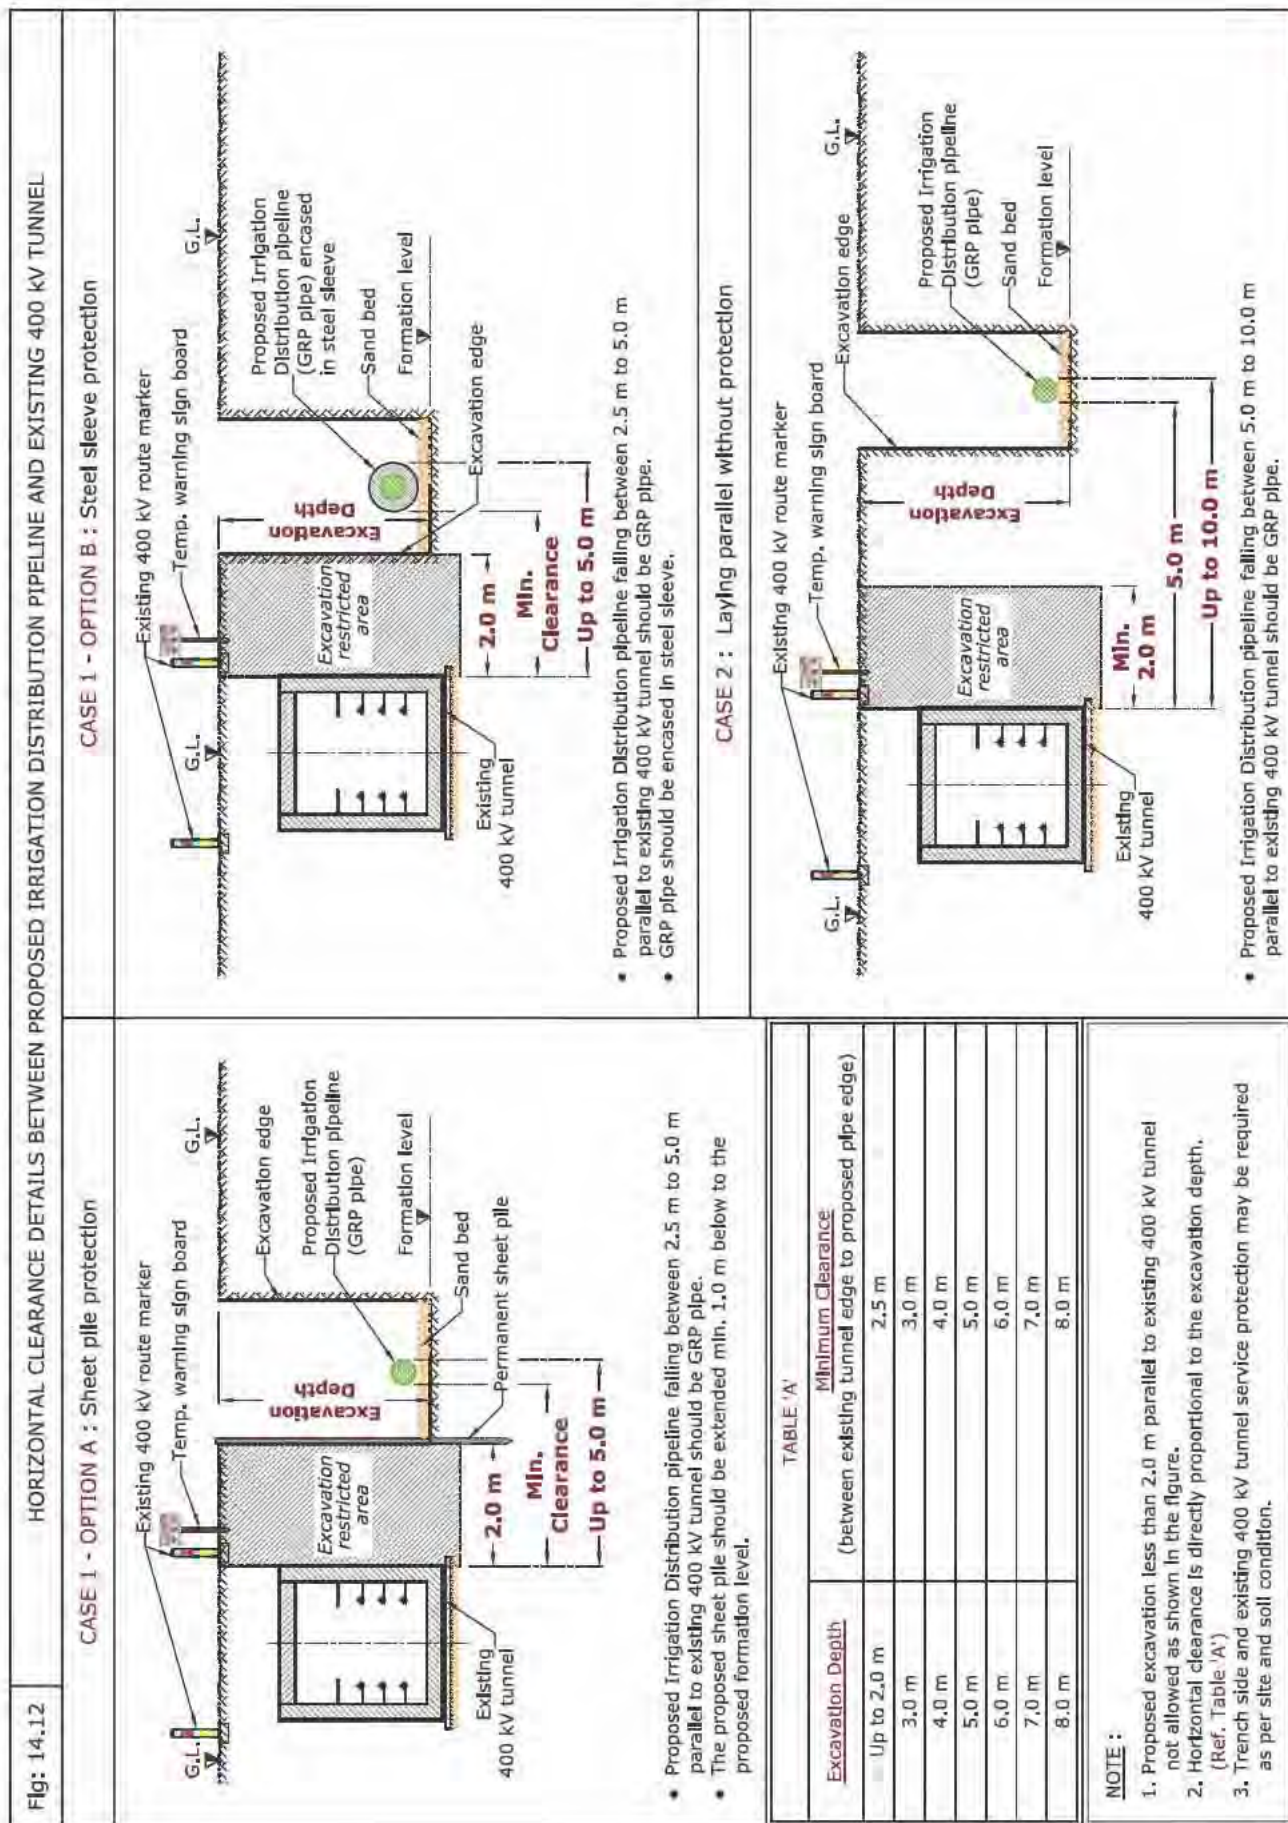 Fig: 14.12
HORIZONTAL CLEARANCE DETAILS BETWEEN PROPOSED IRRIGATION DISTRIBUTION PIPELINE AND EXISTING 400 kV TUNNEL
CASE 1 - OPTION A : Sheet pile protection
Existing 400 kV route marker
Temp. warning sign board
G.L.
G.L.
Excavation restricted area
Excavation Depth
Excavation edge
Proposed Irrigation
Distribution pipeline
(GRP pipe)
Formation level
Sand bed
Permanent sheet pile
Existing
400 kV tunnel
2.0 m
Min.
Clearance
Up to 5.0 m
• Proposed Irrigation Distribution pipeline falling between 2.5 m to 5.0 m
parallel to existing 400 kV tunnel should be GRP pipe.
• The proposed sheet pile should be extended min. 1.0 m below to the
proposed formation level.
CASE 1 - OPTION B : Steel sleeve protection
Existing 400 kV route marker
Temp. warning sign board
G.L.
G.L.
Excavation restricted area
Excavation Depth
Proposed Irrigation
Distribution pipeline
(GRP pipe) encased
in steel sleeve
Sand bed
Formation level
Excavation edge
Existing
400 kV tunnel
2.0 m
Min.
Clearance
Up to 5.0 m
• Proposed Irrigation Distribution pipeline falling between 2.5 m to 5.0 m
parallel to existing 400 kV tunnel should be GRP pipe.
• GRP pipe should be encased in steel sleeve.
TABLE 'A'
Excavation Depth Minimum Clearance
(between existing tunnel edge to proposed pipe edge)
Up to 2.0 m 2.5 m
3.0 m 3.0 m
4.0 m 4.0 m
5.0 m 5.0 m
6.0 m 6.0 m
7.0 m 7.0 m
8.0 m 8.0 m
NOTE :
1. Proposed excavation less than 2.0 m parallel to existing 400 kV tunnel
not allowed as shown in the figure.
2. Horizontal clearance is directly proportional to the excavation depth.
(Ref. Table 'A')
3. Trench side and existing 400 kV tunnel service protection may be required
as per site and soil condition.
CASE 2 : Laying parallel without protection
Existing 400 kV route marker
Temp. warning sign board
G.L.
G.L.
Excavation edge
Excavation restricted area
Excavation Depth
Proposed Irrigation
Distribution pipeline
(GRP pipe)
Sand bed
Formation level
Existing
400 kV tunnel
Min.
2.0 m
5.0 m
Up to 10.0 m
• Proposed Irrigation Distribution pipeline falling between 5.0 m to 10.0 m
parallel to existing 400 kV tunnel should be GRP pipe.